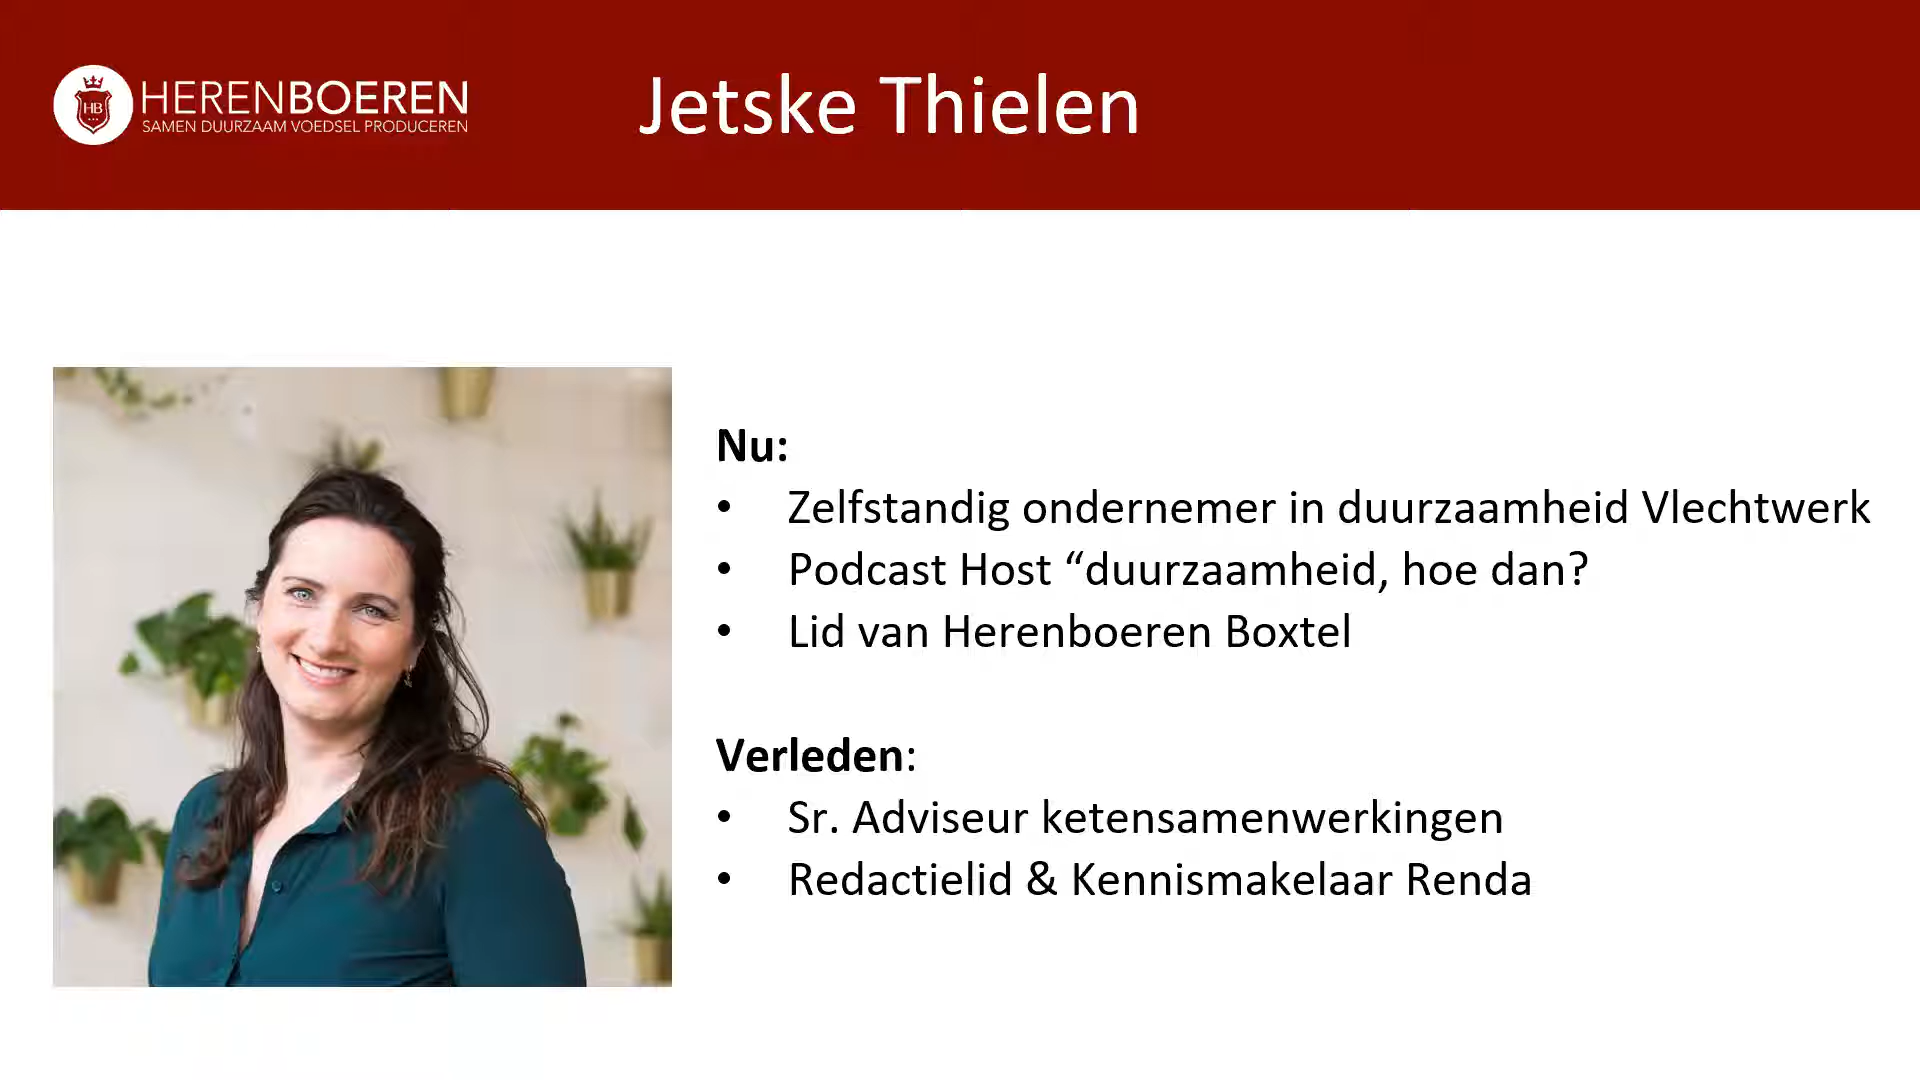 HB
HERENBOEREN
SAMEN DUURZAAM VOEDSEL PRODUCEREN
Jetske Thielen
Nu:
• Zelfstandig ondernemer in duurzaamheid Vlechtwerk
• Podcast Host “duurzaamheid, hoe dan?
• Lid van Herenboeren Boxtel
Verleden:
• Sr. Adviseur ketensamenwerkingen
• Redactielid & Kennismakelaar Renda